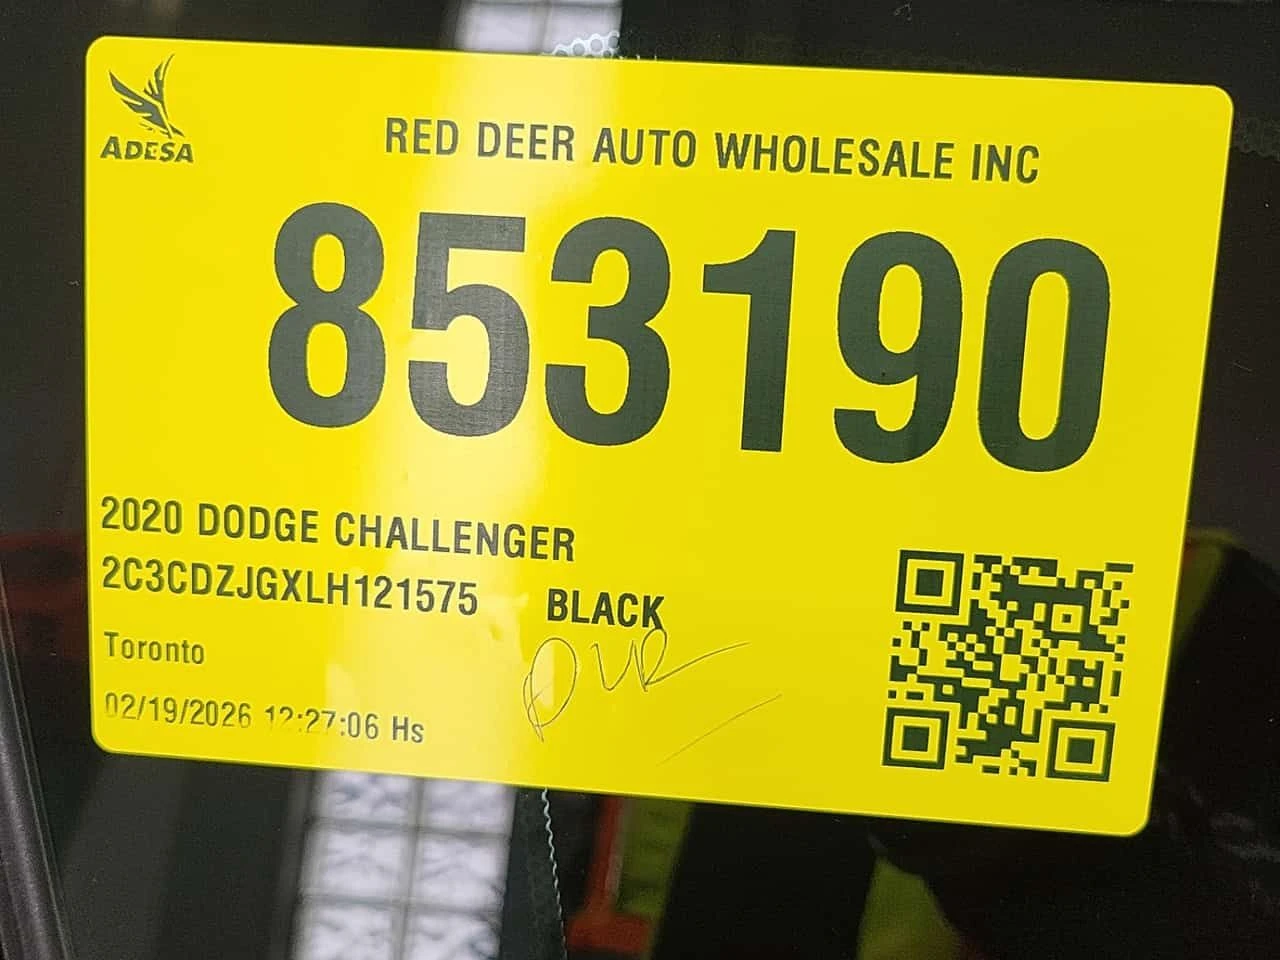 ADESA
RED DEER AUTO WHOLESALE INC
853190
2020 DODGE CHALLENGER
2C3CDZJGXLH121575 BLACK
Toronto
02/19/2026 12:27:06 Hs